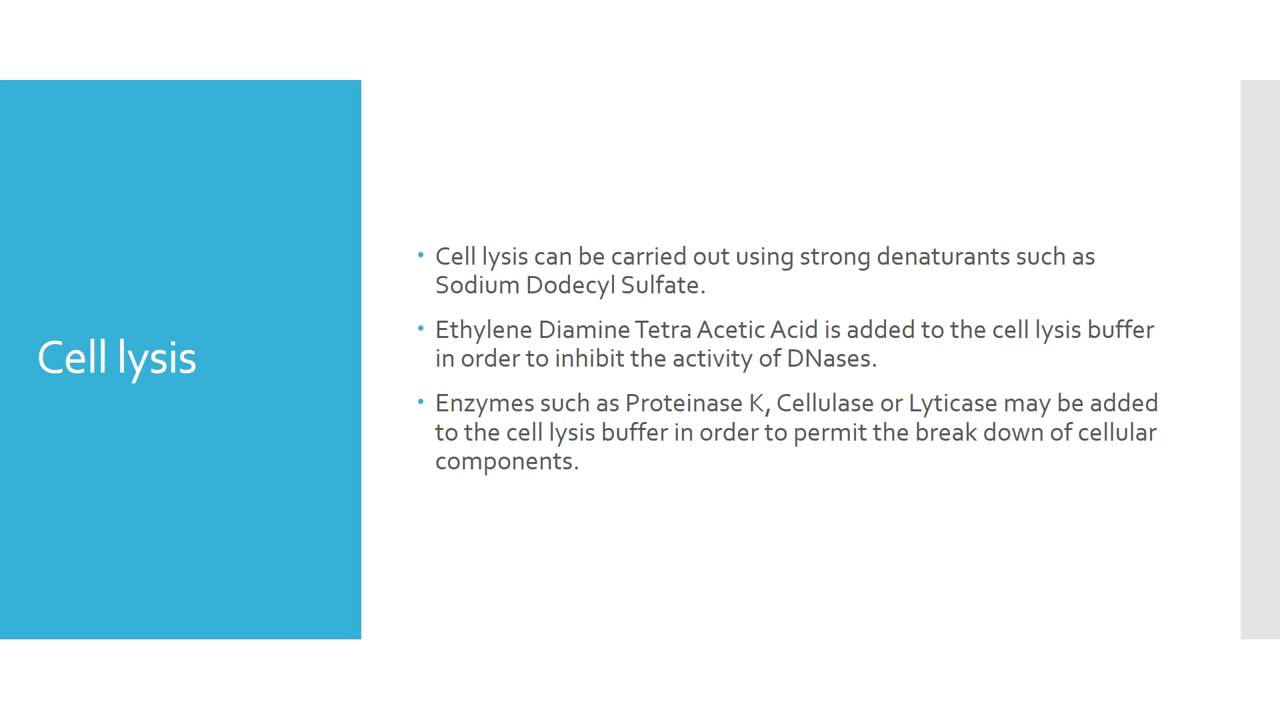 Cell lysis
• Cell lysis can be carried out using strong denaturants such as
Sodium Dodecyl Sulfate.
• Ethylene Diamine Tetra Acetic Acid is added to the cell lysis buffer
in order to inhibit the activity of DNases.
• Enzymes such as Proteinase K, Cellulase or Lyticase may be added
to the cell lysis buffer in order to permit the break down of cellular
components.